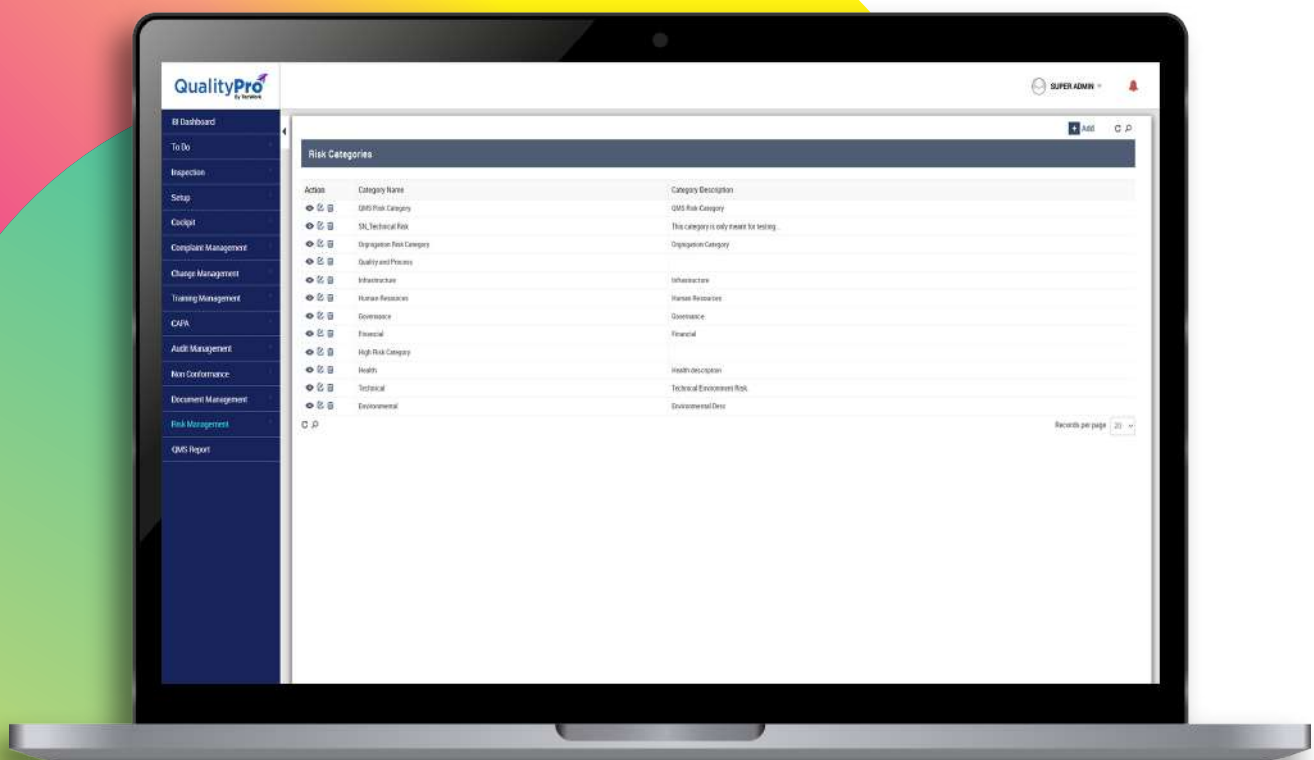 QualityPro
SUPER ADMIN
BI Dashboard
To Do
Inspection
Setup
Cockpit
Complaint Management
Change Management
Training Management
CAPA
Audit Management
Non Conformance
Document Management
Risk Management
QMS Report
Add
Risk Categories
Action Category Name Category Description
QMS Risk Category QMS Risk Category
SN_Technical Risk This category is only meant for testing...
Risk Category Category
Quality and Process
Infrastructure Infrastructure
Human Resources Human Resources
Governance Governance
Financial Financial
High Risk Category
Health Health description
Technical Technical Environment Risk.
Environmental Environmental Desc
Records per page 20